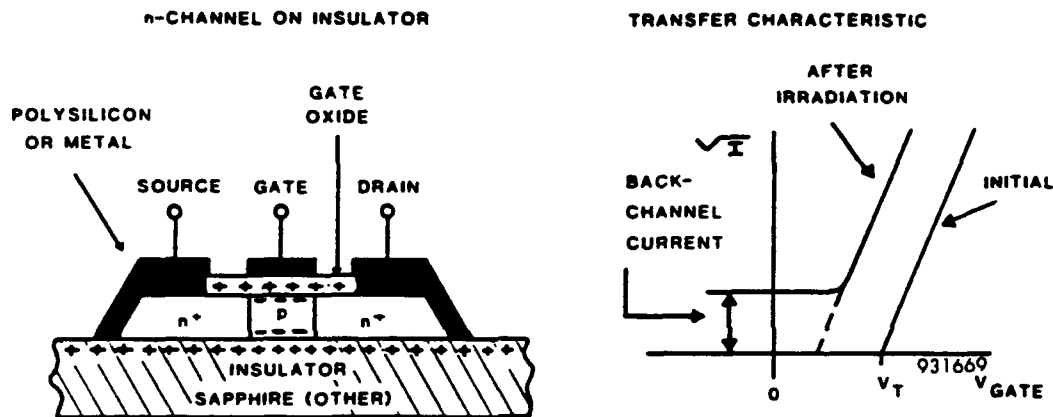 n-CHANNEL ON INSULATOR
POLYSILICON
OR METAL
GATE
OXIDE
SOURCE
GATE
DRAIN
+ + + + + +
n+
p
n+
+ + + + + + + + + + + + + + + + +
INSULATOR
SAPPHIRE (OTHER)
TRANSFER CHARACTERISTIC
AFTER
IRRADIATION
√I
BACK-
CHANNEL
CURRENT
INITIAL
0
VT
931669
VGATE